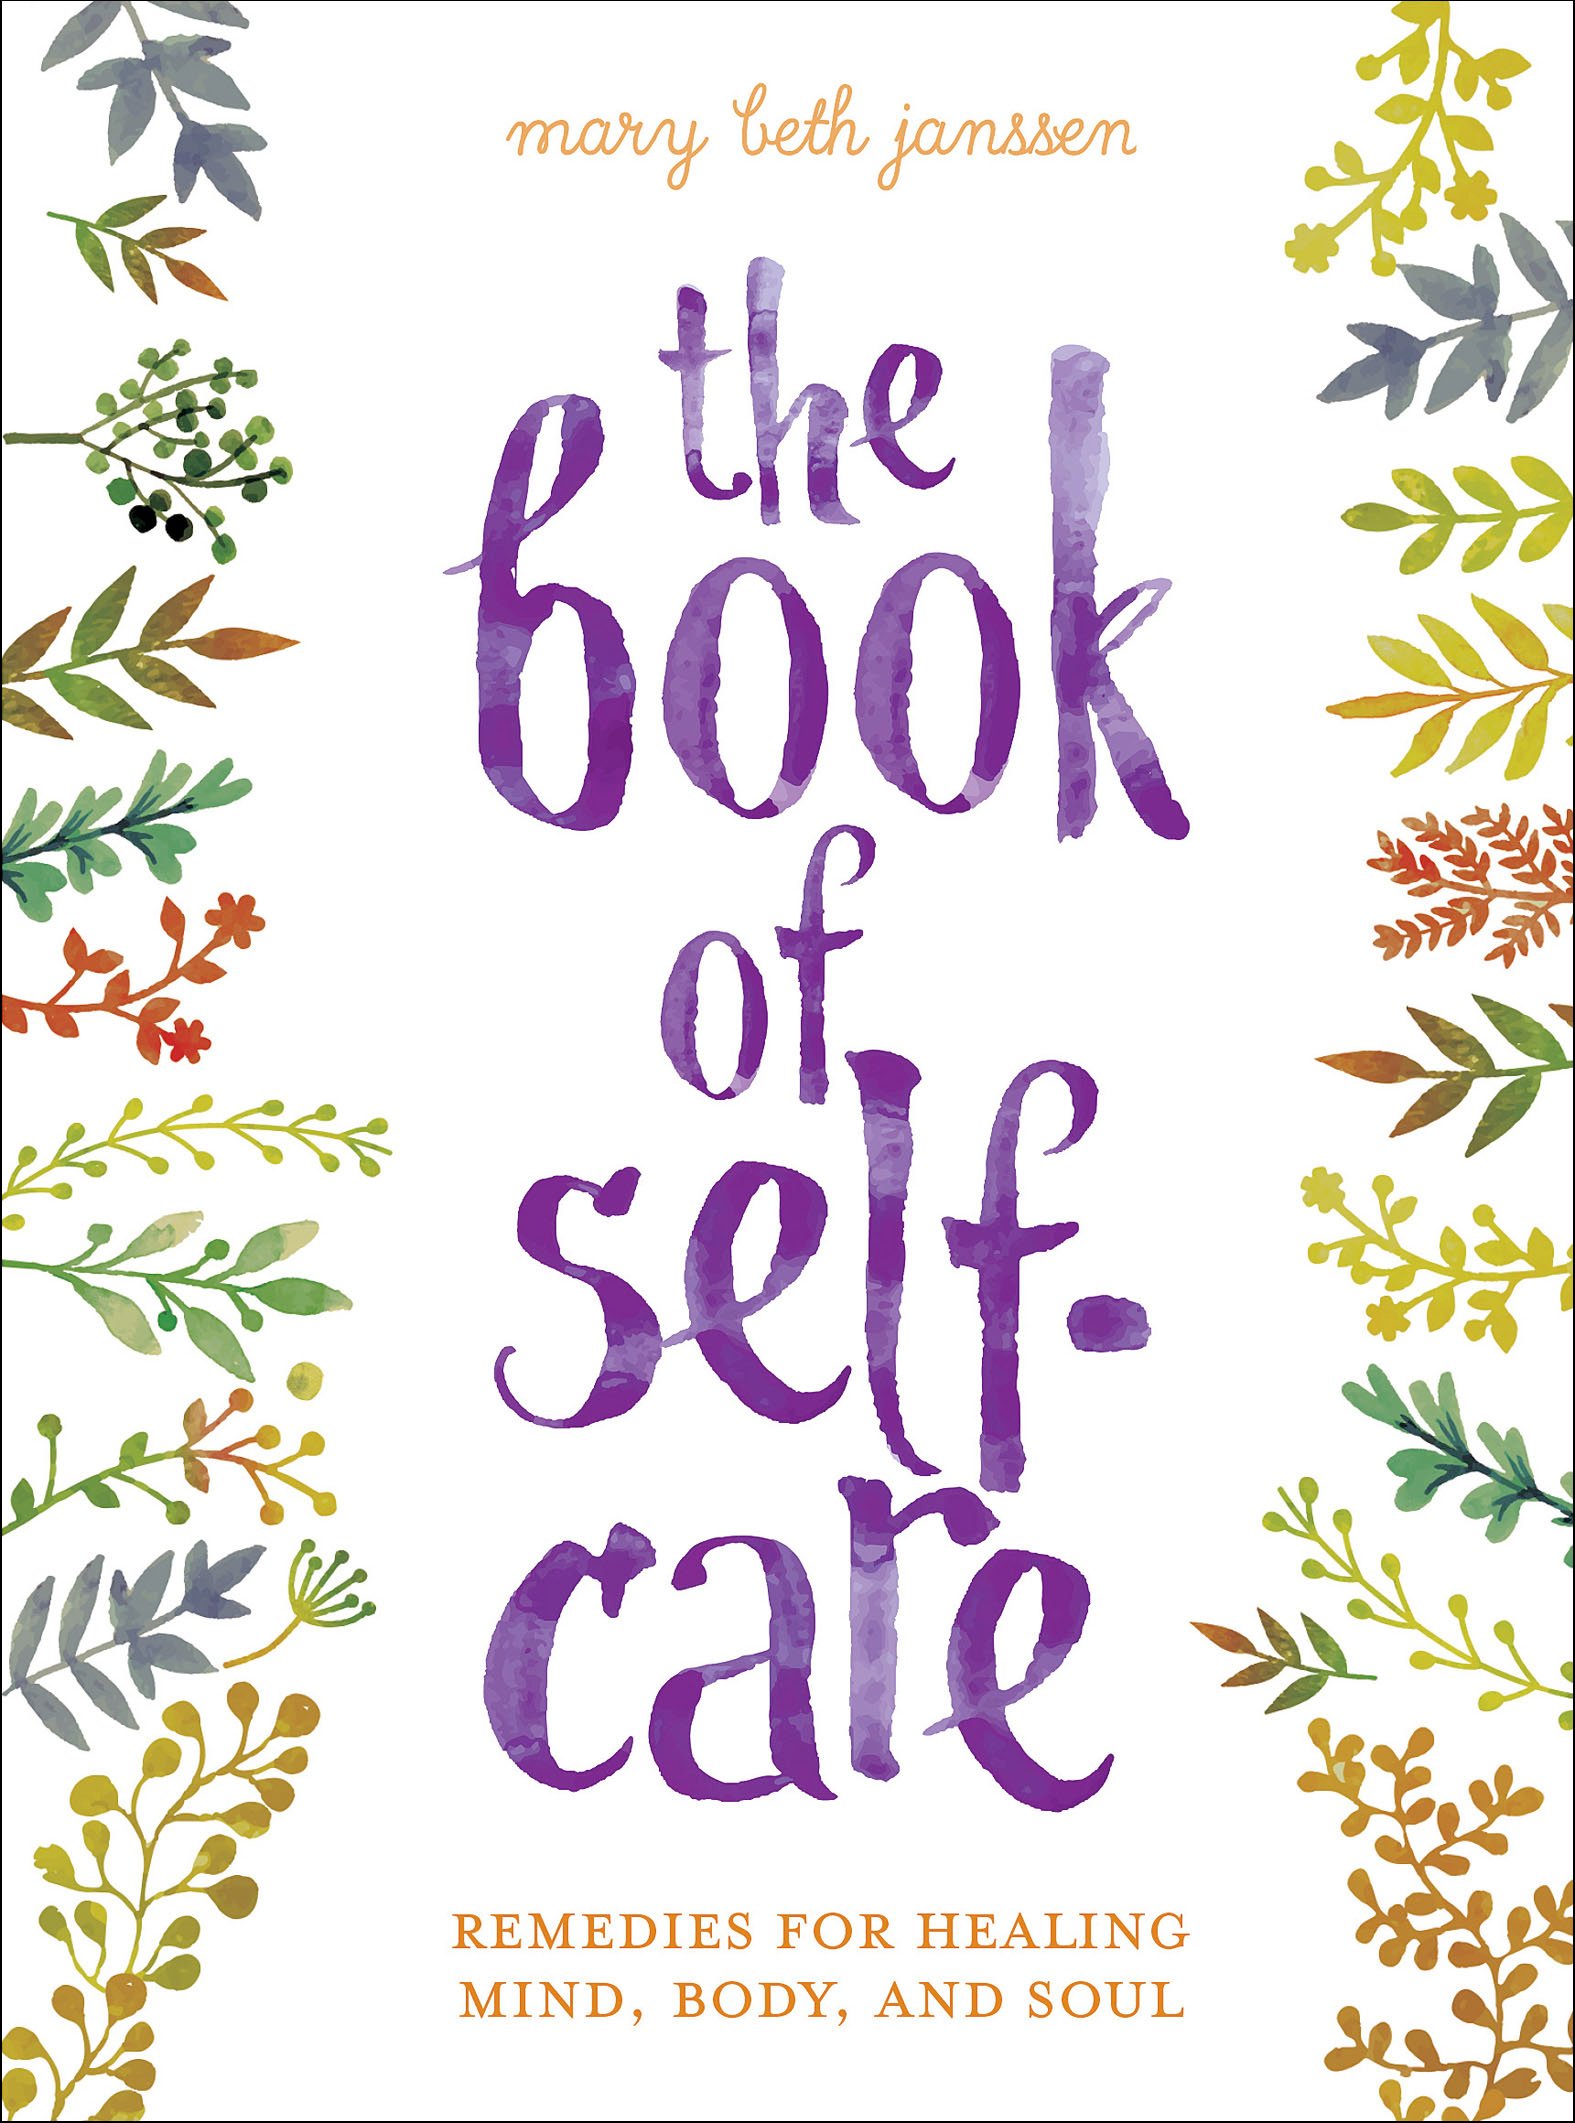 mary beth janssen
the
book
of
self-
care
REMEDIES FOR HEALING
MIND, BODY, AND SOUL